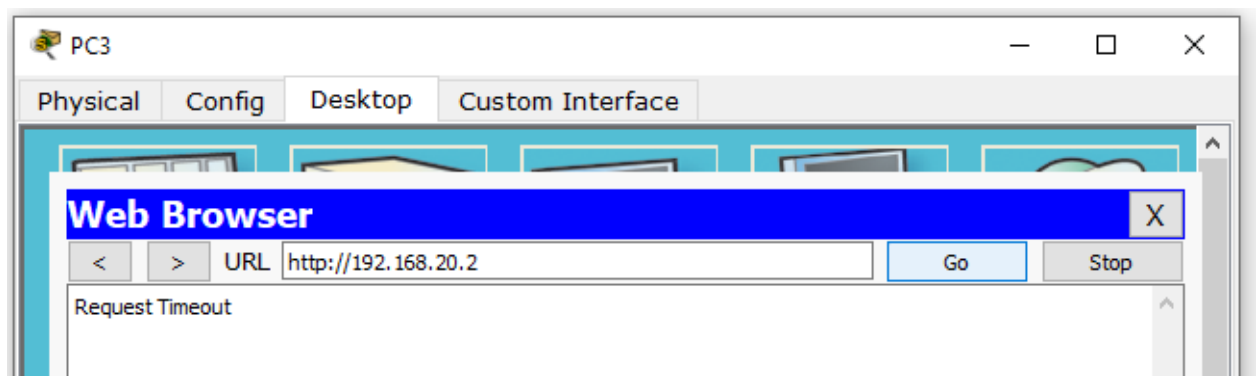 PC3
Physical Config Desktop Custom Interface
Web Browser X
< > URL http://192.168.20.2 Go Stop
Request Timeout